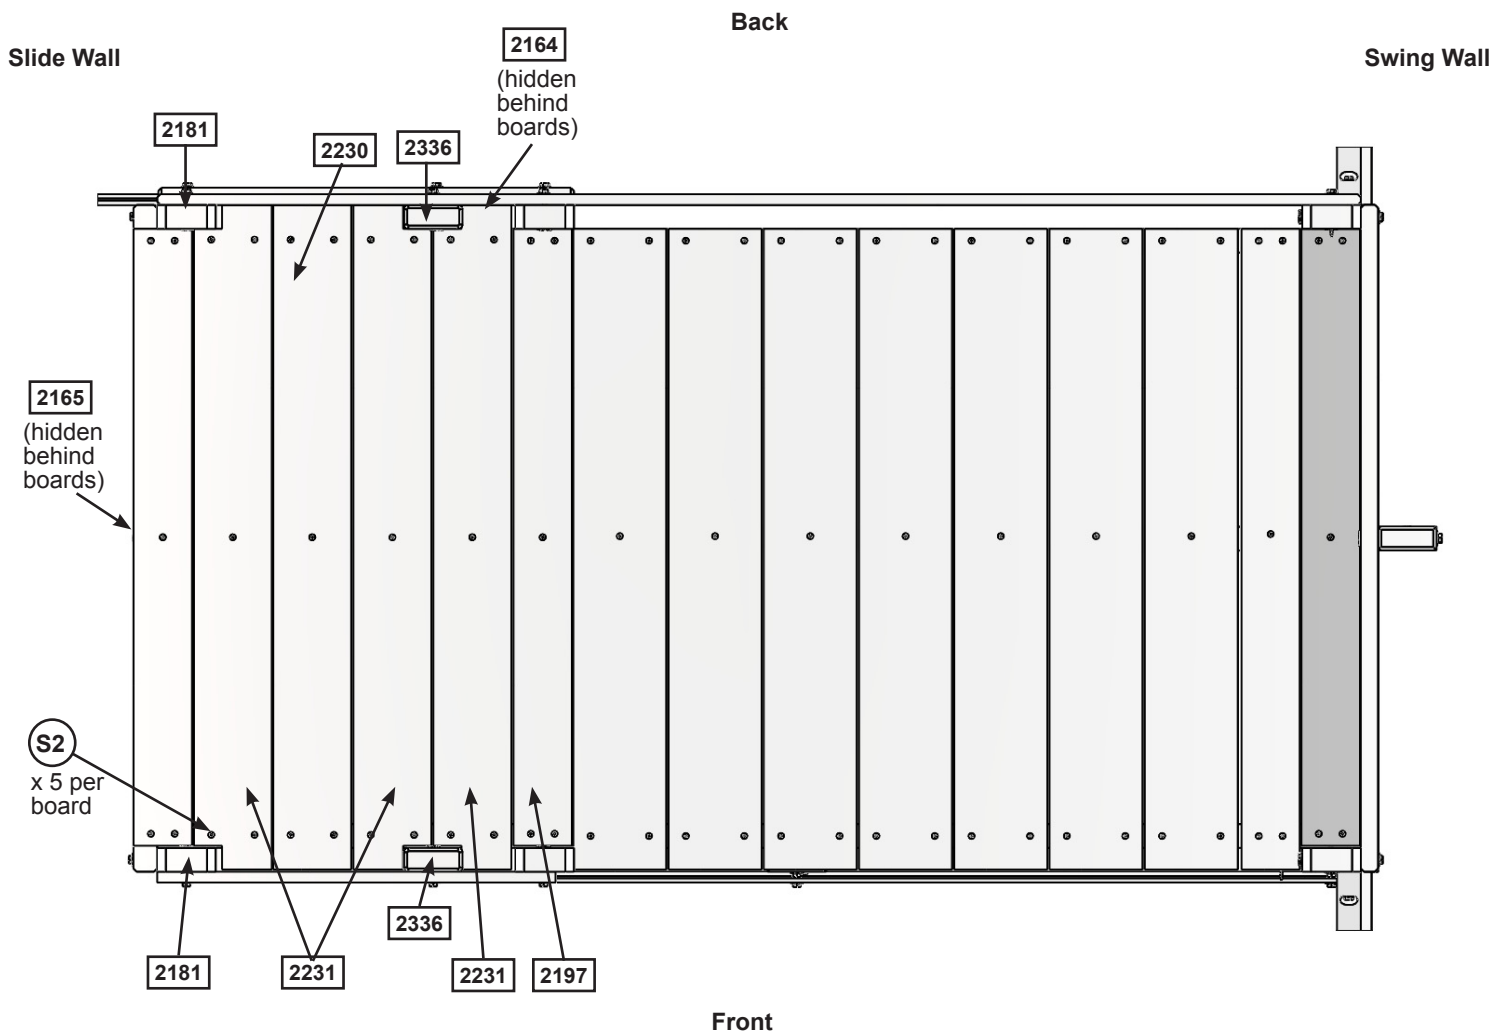 Back
Slide Wall
Swing Wall
2164
(hidden
behind
boards)
2181
2230
2336
2165
(hidden
behind
boards)
S2
x 5 per
board
2336
2181
2231
2231
2197
Front